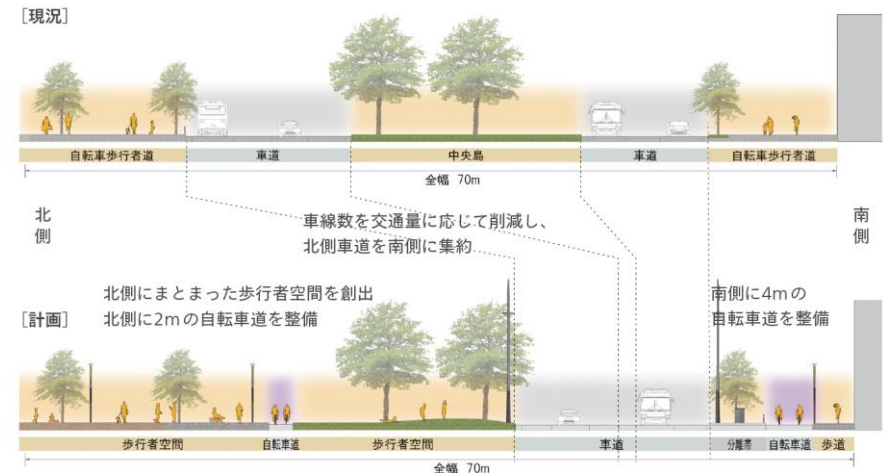 [現況]
自転車歩行者道
車道
中央島
車道
自転車歩行者道
全幅 70m
北側
南側
車線数を交通量に応じて削減し、
北側車道を南側に集約
北側にまとまった歩行者空間を創出
北側に2mの自転車道を整備
南側に4mの
自転車道を整備
[計画]
歩行者空間
自転車道
歩行者空間
車道
分離帯
自転車道
歩道
全幅 70m